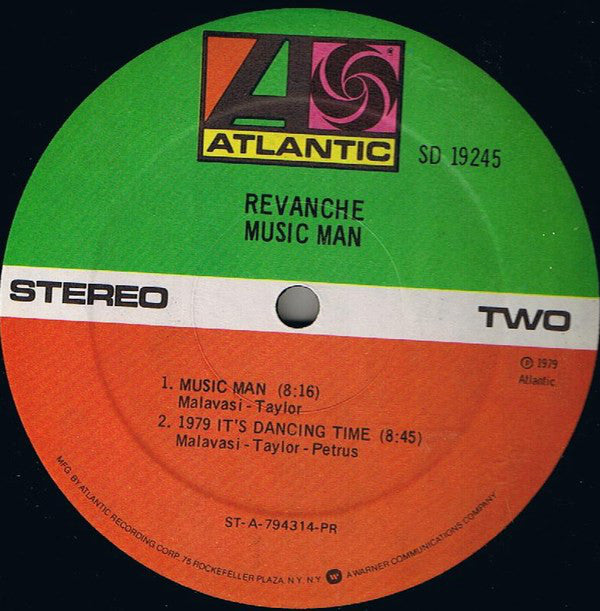 ATLANTIC
SD 19245
REVANCHE
MUSIC MAN
STEREO
TWO
℗ 1979
Atlantic
1. MUSIC MAN (8:16)
Malavasi - Taylor
2. 1979 IT'S DANCING TIME (8:45)
Malavasi - Taylor - Petrus
ST-A-794314-PR
MFG. BY ATLANTIC RECORDING CORP. 75 ROCKEFELLER PLAZA. N.Y. N.Y. W A WARNER COMMUNICATIONS COMPANY